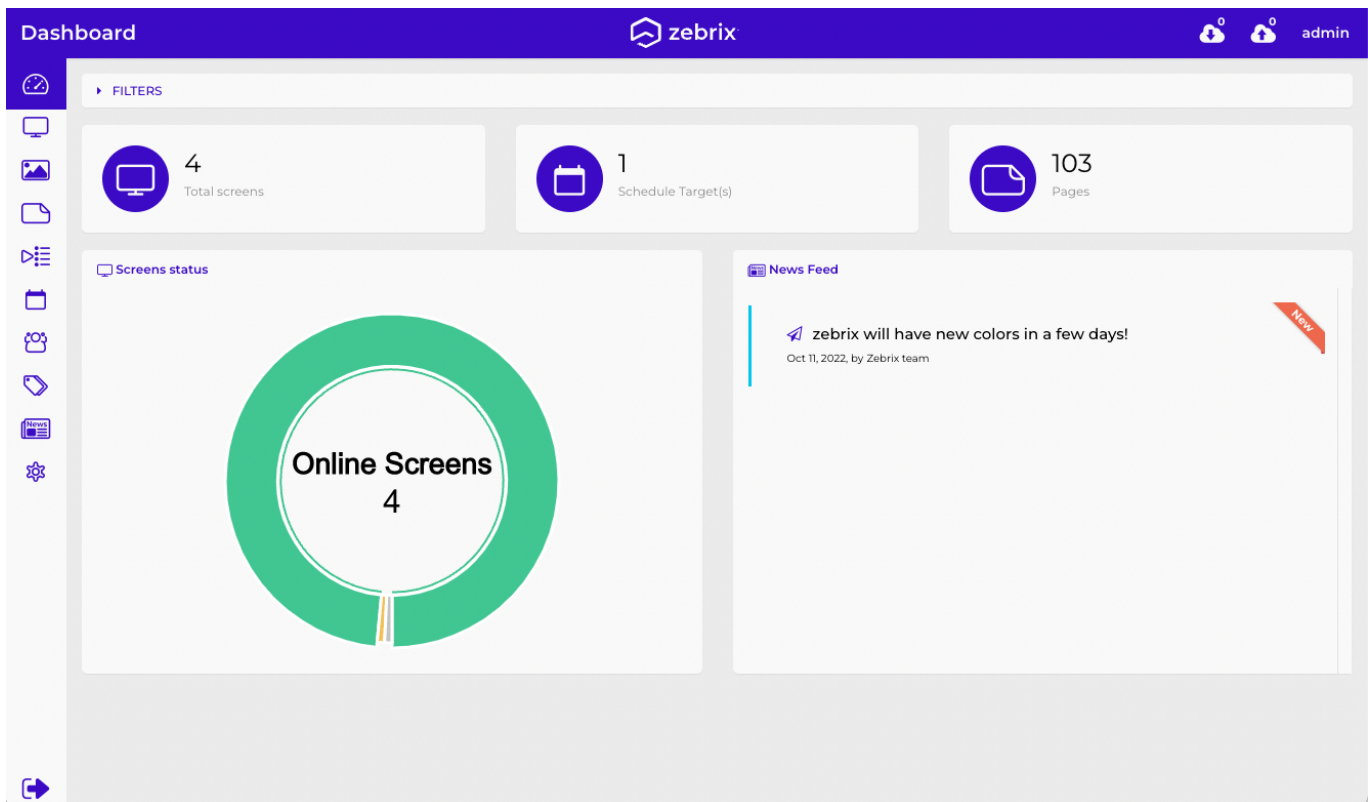 Dashboard
zebrix
0
0
admin
FILTERS
4
Total screens
1
Schedule Target(s)
103
Pages
News
Screens status
Online Screens
4
News Feed
New
zebrix will have new colors in a few days!
Oct 11, 2022, by Zebrix team